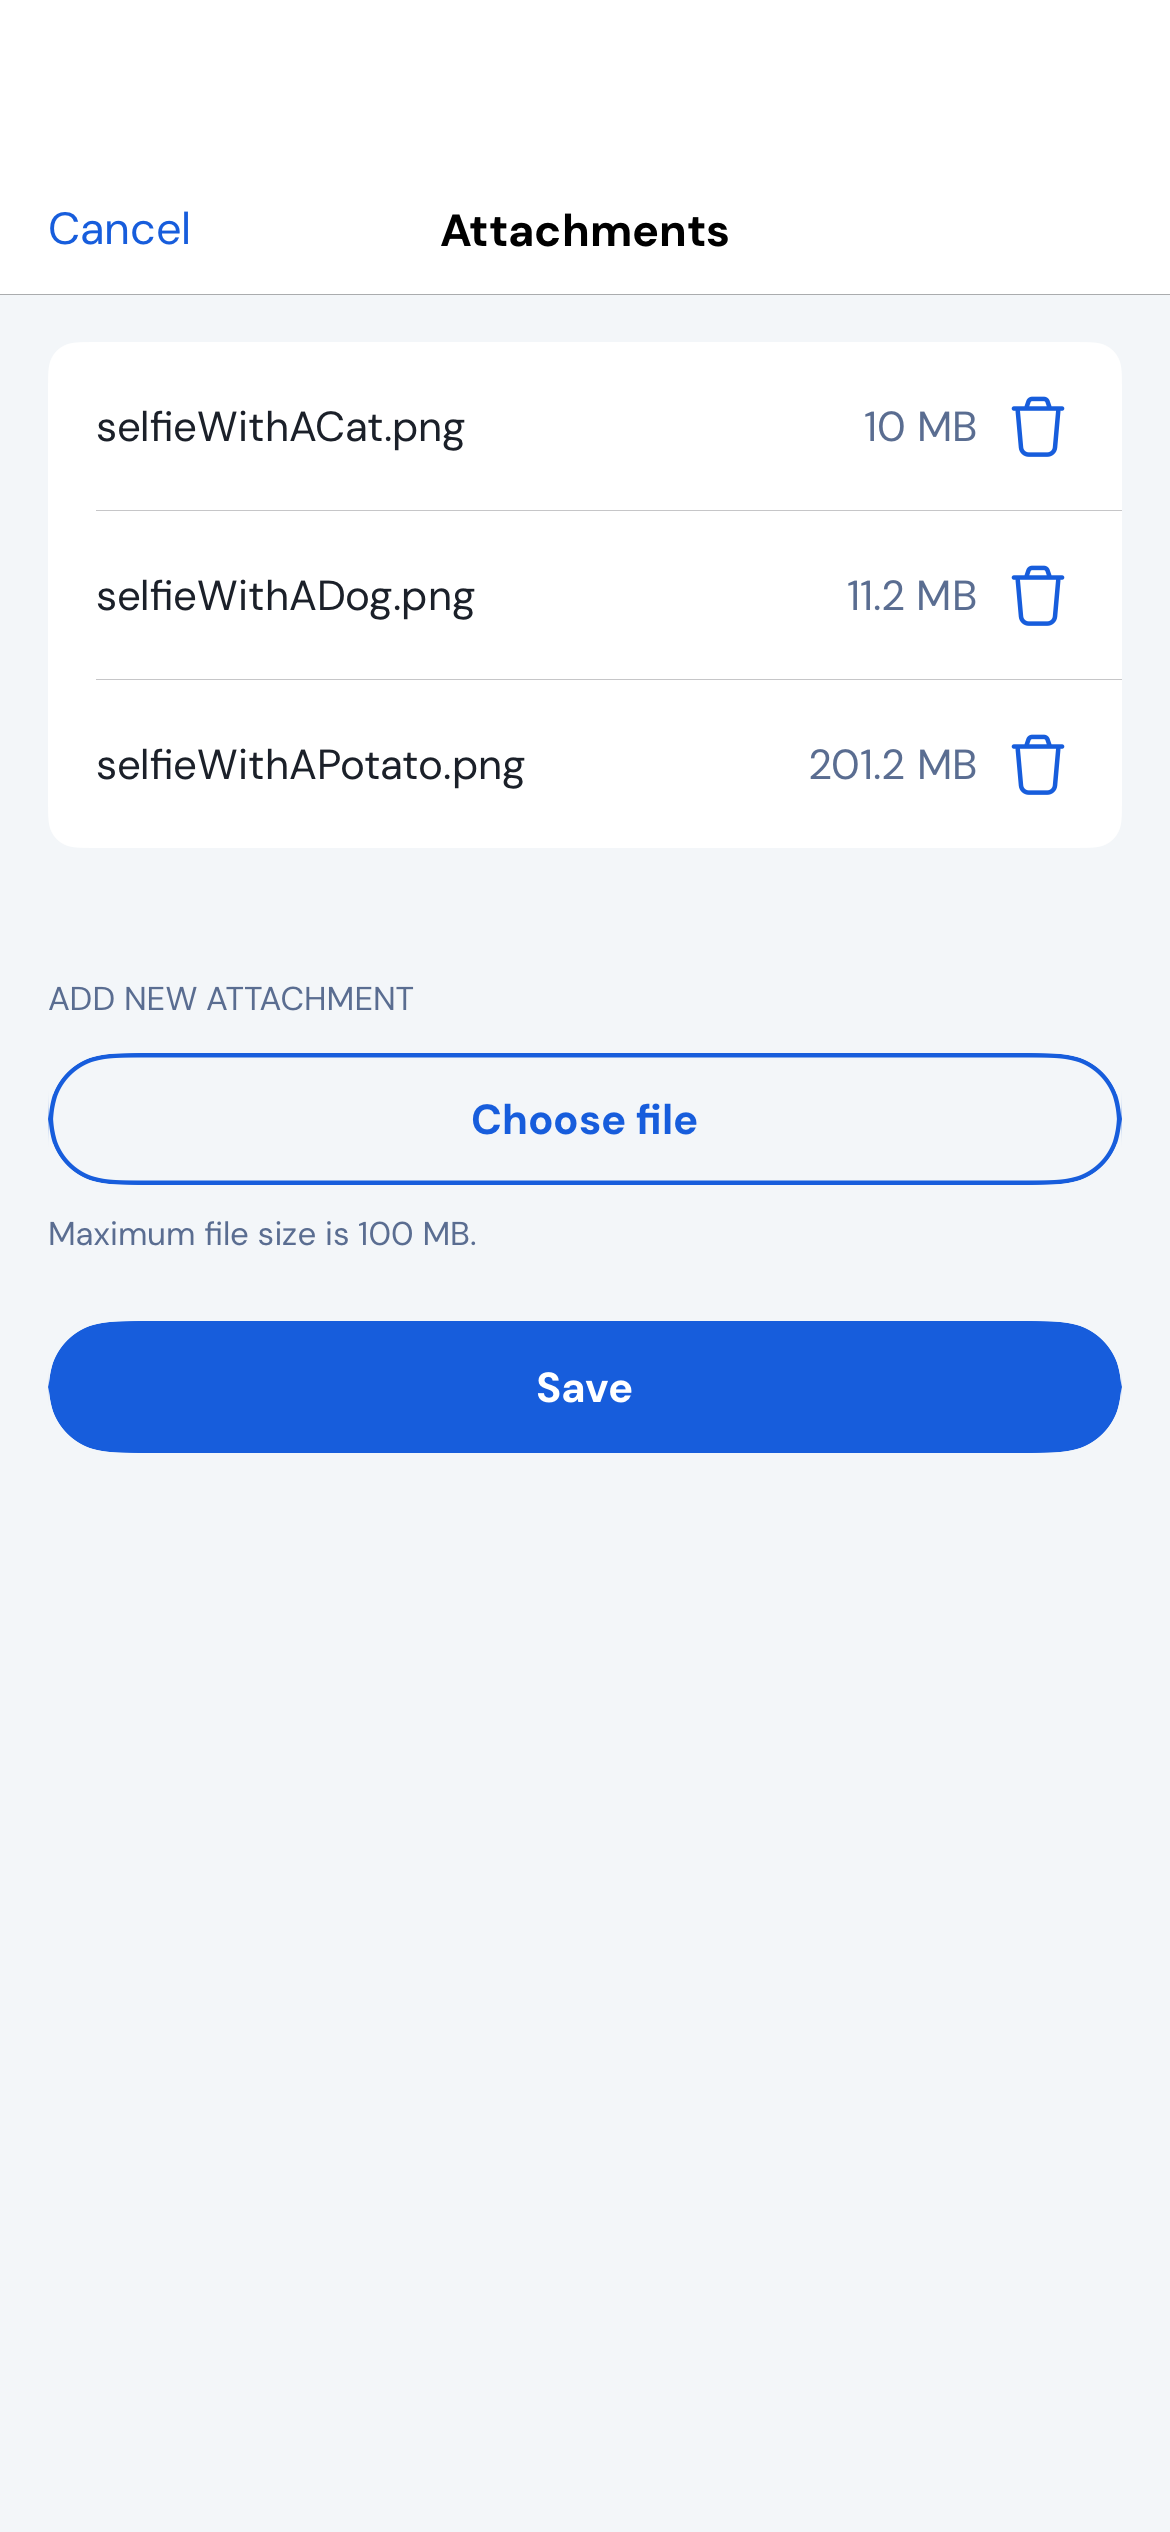 Cancel
Attachments
selfieWithACat.png 10 MB
selfieWithADog.png 11.2 MB
selfieWithAPotato.png 201.2 MB
ADD NEW ATTACHMENT
Choose file
Maximum file size is 100 MB.
Save